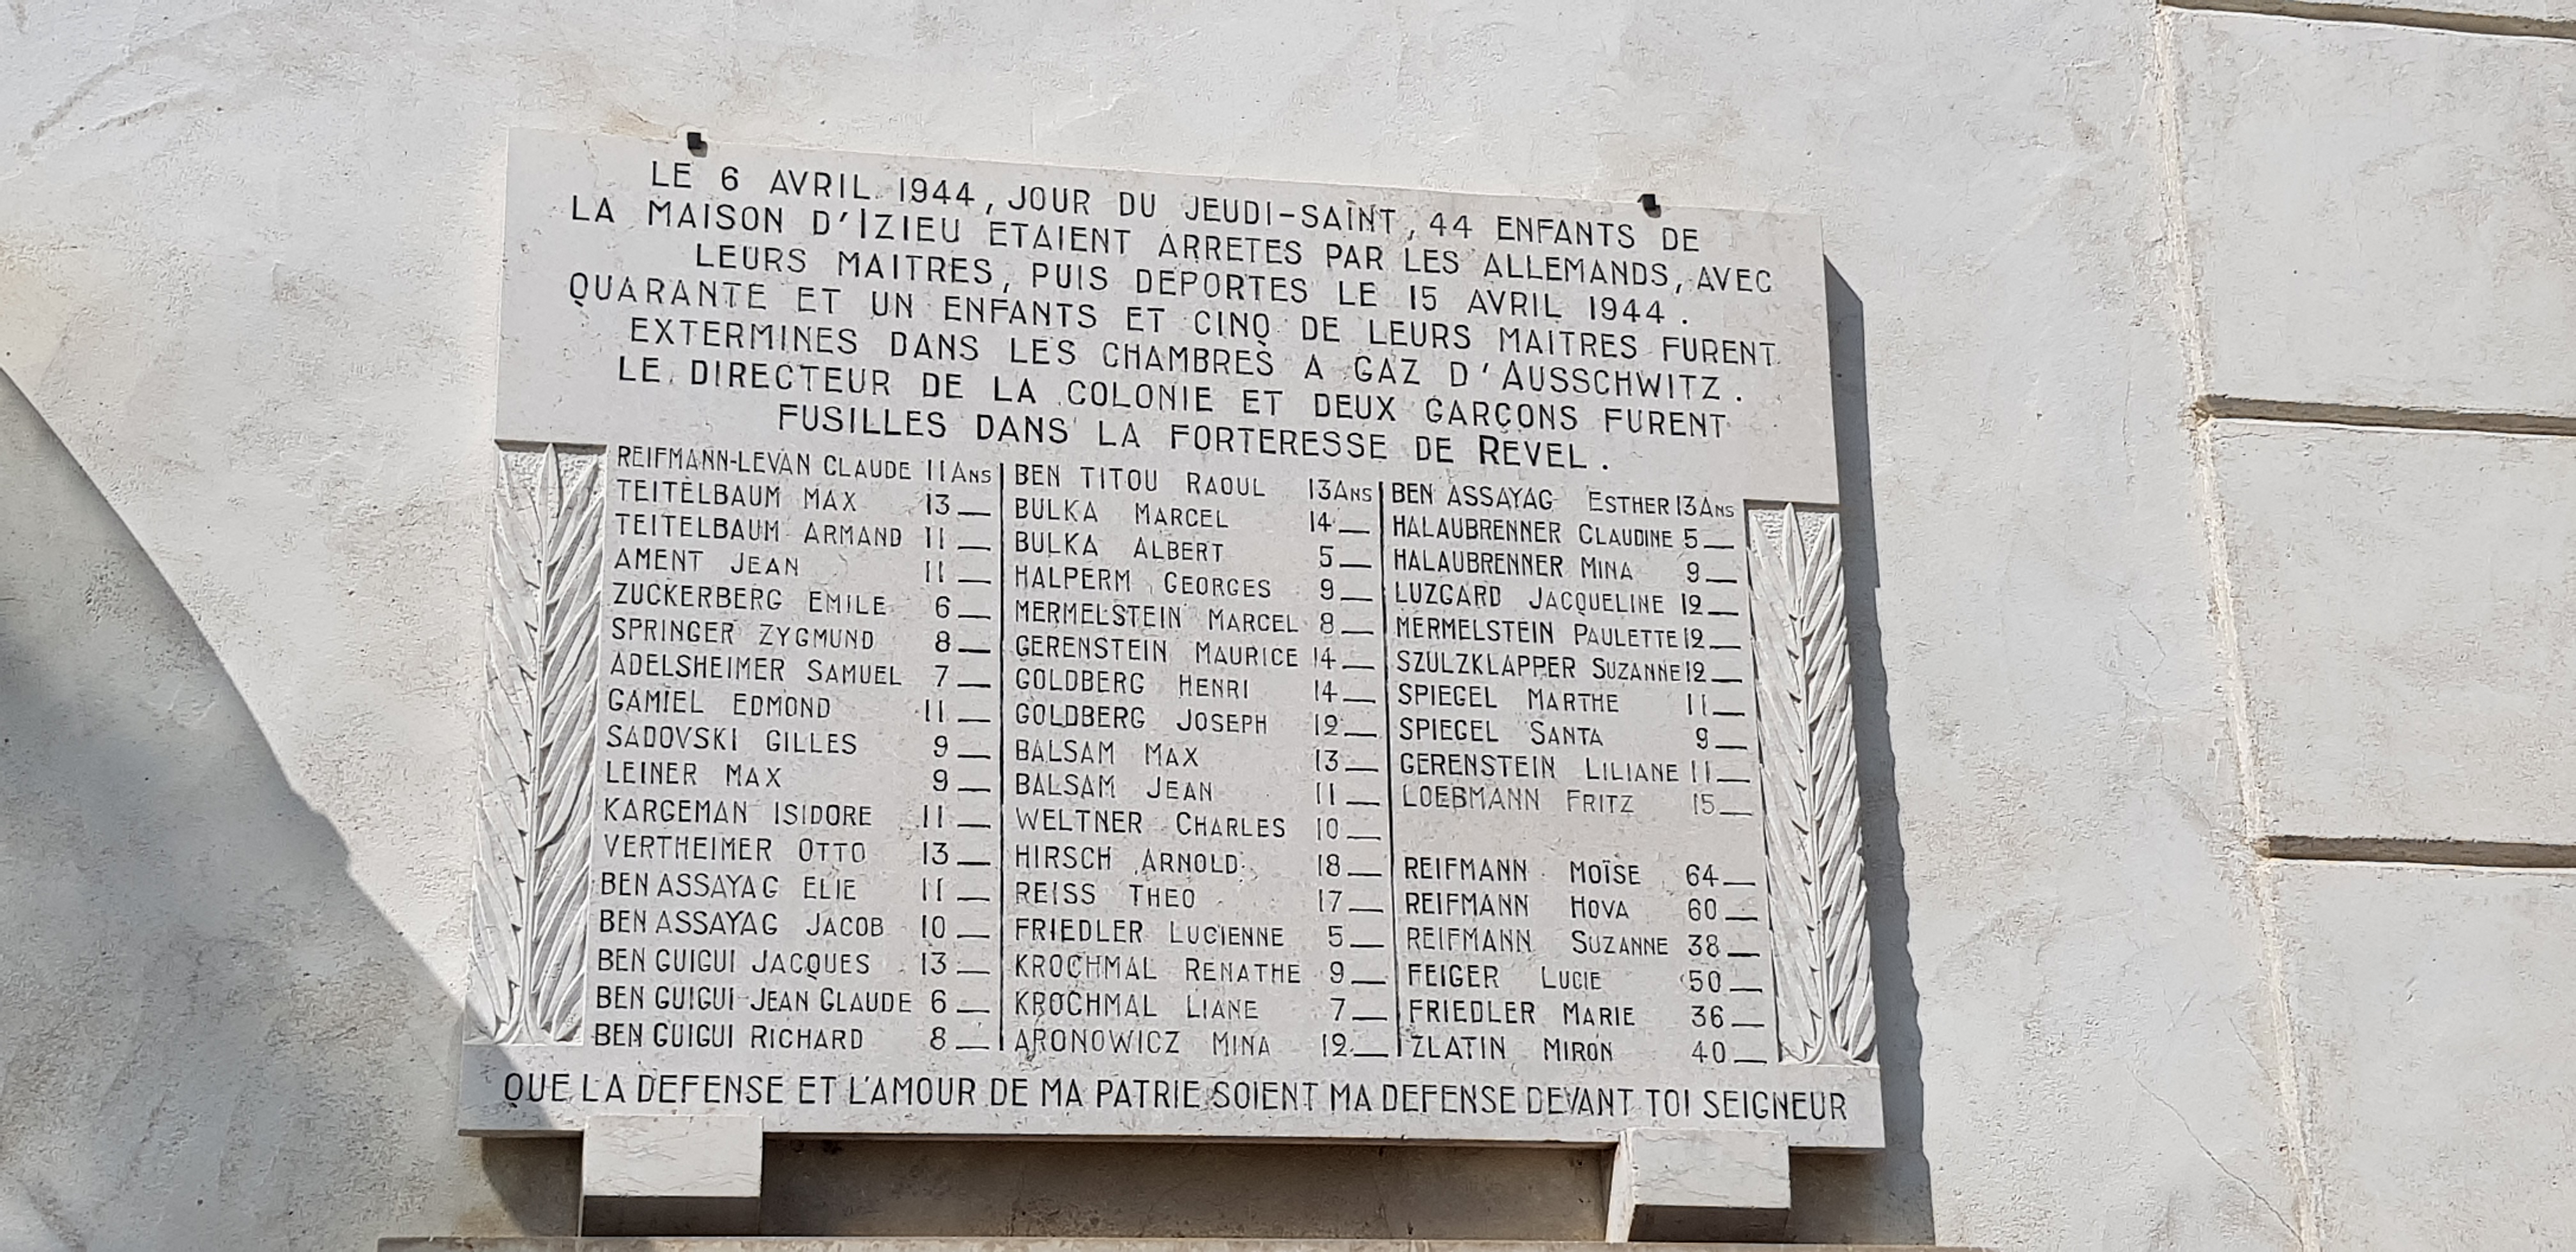 LE 6 AVRIL 1944, JOUR DU JEUDI-SAINT, 44 ENFANTS DE
LA MAISON D'IZIEU ETAIENT ARRETES PAR LES ALLEMANDS, AVEC
LEURS MAITRES, PUIS DEPORTES LE 15 AVRIL 1944.
QUARANTE ET UN ENFANTS ET CINQ DE LEURS MAITRES FURENT
EXTERMINES DANS LES CHAMBRES A GAZ D'AUSSCHWITZ.
LE DIRECTEUR DE LA COLONIE ET DEUX GARÇONS FURENT
FUSILLES DANS LA FORTERESSE DE REVEL.
REIFMANN-LEVAN CLAUDE 11 ANS
TEITELBAUM MAX 13 —
TEITELBAUM ARMAND 11 —
AMENT JEAN 11 —
ZUCKERBERG EMILE 6 —
SPRINGER ZYGMUND 8 —
ADELSHEIMER SAMUEL 7 —
GAMIEL EDMOND 11 —
SADOVSKI GILLES 9 —
LEINER MAX 9 —
KARGEMAN ISIDORE 11 —
VERTHEIMER OTTO 13 —
BEN ASSAYAG ELIE 11 —
BEN ASSAYAG JACOB 10 —
BEN GUIGUI JACQUES 13 —
BEN GUIGUI JEAN CLAUDE 6 —
BEN GUIGUI RICHARD 8 —
BEN TITOU RAOUL 13 ANS
BULKA MARCEL 14 —
BULKA ALBERT 5 —
HALPERM GEORGES 9 —
MERMELSTEIN MARCEL 8 —
GERENSTEIN MAURICE 14 —
GOLDBERG HENRI 14 —
GOLDBERG JOSEPH 12 —
BALSAM MAX 13 —
BALSAM JEAN 11 —
WELTNER CHARLES 10 —
HIRSCH ARNOLD 18 —
REISS THEO 17 —
FRIEDLER LUCIENNE 5 —
KROCHMAL RENATHE 9 —
KROCHMAL LIANE 7 —
ARONOWICZ MINA 12 —
BEN ASSAYAG ESTHER 13 ANS
HALAUBRENNER CLAUDINE 5 —
HALAUBRENNER MINA 9 —
LUZGARD JACQUELINE 12 —
MERMELSTEIN PAULETTE 12 —
SZULZKLAPPER SUZANNE 12 —
SPIEGEL MARTHE 11 —
SPIEGEL SANTA 9 —
GERENSTEIN LILIANE 11 —
LOEBMANN FRITZ 15 —
REIFMANN MOÏSE 64 —
REIFMANN HOVA 60 —
REIFMANN SUZANNE 38 —
FEIGER LUCIE 50 —
FRIEDLER MARIE 36 —
ZLATIN MIRON 40 —
QUE LA DEFENSE ET L'AMOUR DE MA PATRIE SOIENT MA DEFENSE DEVANT TOI SEIGNEUR